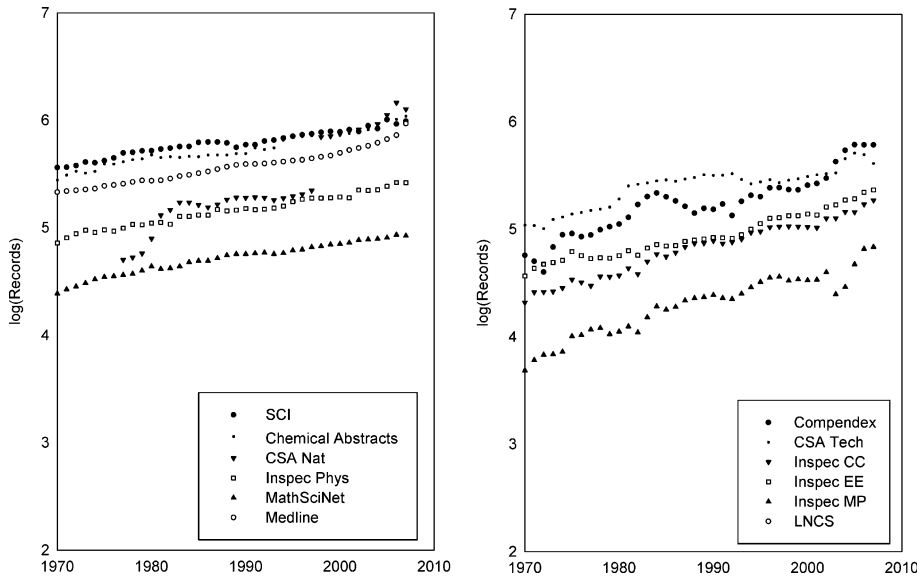 7
6
5
4
3
2
log(Records)
SCI
Chemical Abstracts
CSA Nat
Inspec Phys
MathSciNet
Medline
1970 1980 1990 2000 2010
7
6
5
4
3
2
log(Records)
Compendex
CSA Tech
Inspec CC
Inspec EE
Inspec MP
LNCS
1970 1980 1990 2000 2010